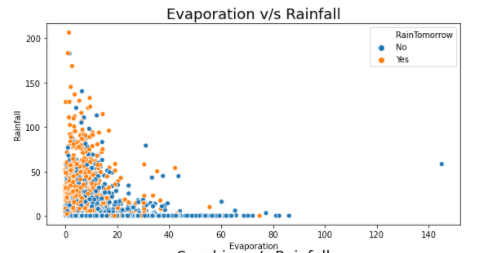 Evaporation v/s Rainfall
RainTomorrow
No
Yes
200
150
100
50
0
Rainfall
0 20 40 60 80 100 120 140
Evaporation
v/s Rainfall